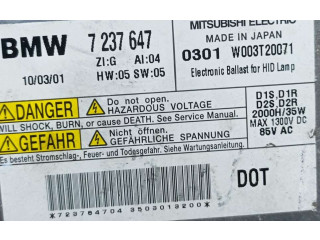 MITSUBISHI ELECTRIC
MADE IN JAPAN
BMW 7 237 647
ZI:G AI:04
0301 W003T20071
10/03/01 HW:05 SW:05
Electronic Ballast for HID Lamp
DANGER DO NOT OPEN.
HAZARDOUS VOLTAGE
WILL SHOCK, BURN, or cause DEATH. See Service Manual.
GEFAHR NICHT ÖFFNEN.
GEFÄHRLICHE SPANNUNG
Es besteht Stromschlag-, Feuer- und Todesgefahr. Siehe Wartungsanleitung.
D1S,D1R
D2S,D2R
2000H/35W
MAX 1300V DC
85V AC
DOT
*723764704 3503013200*